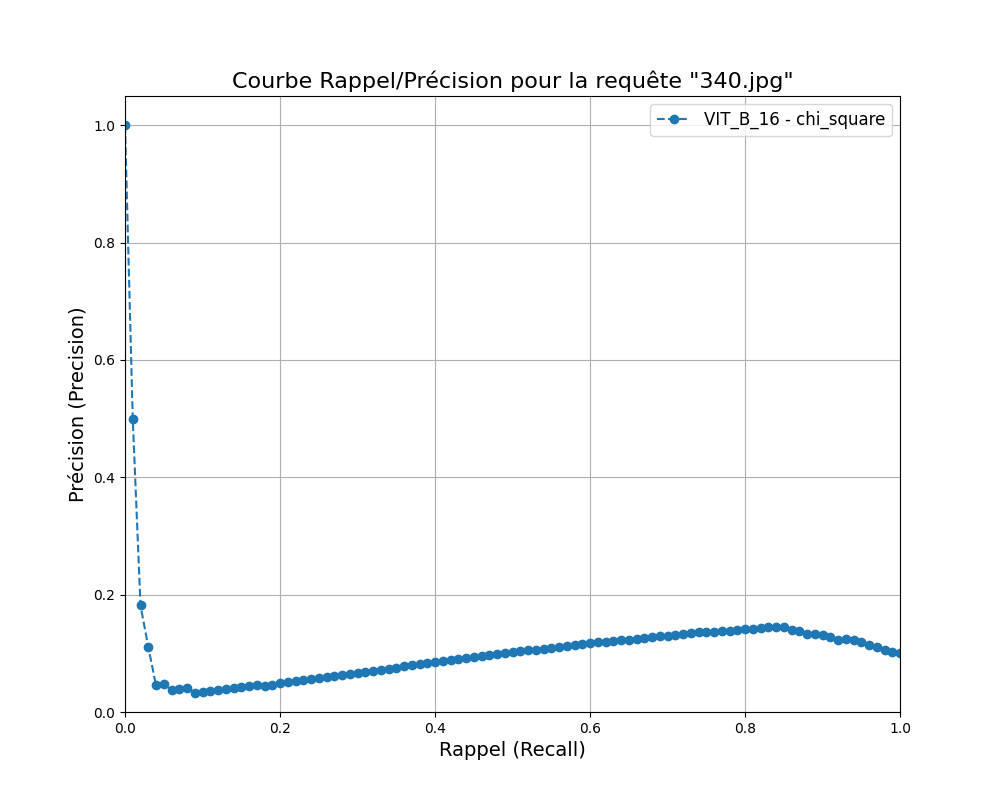 Courbe Rappel/Précision pour la requête "340.jpg"
VIT_B_16 - chi_square
1.0
0.8
0.6
0.4
0.2
0.0
Précision (Precision)
0.0 0.2 0.4 0.6 0.8 1.0
Rappel (Recall)